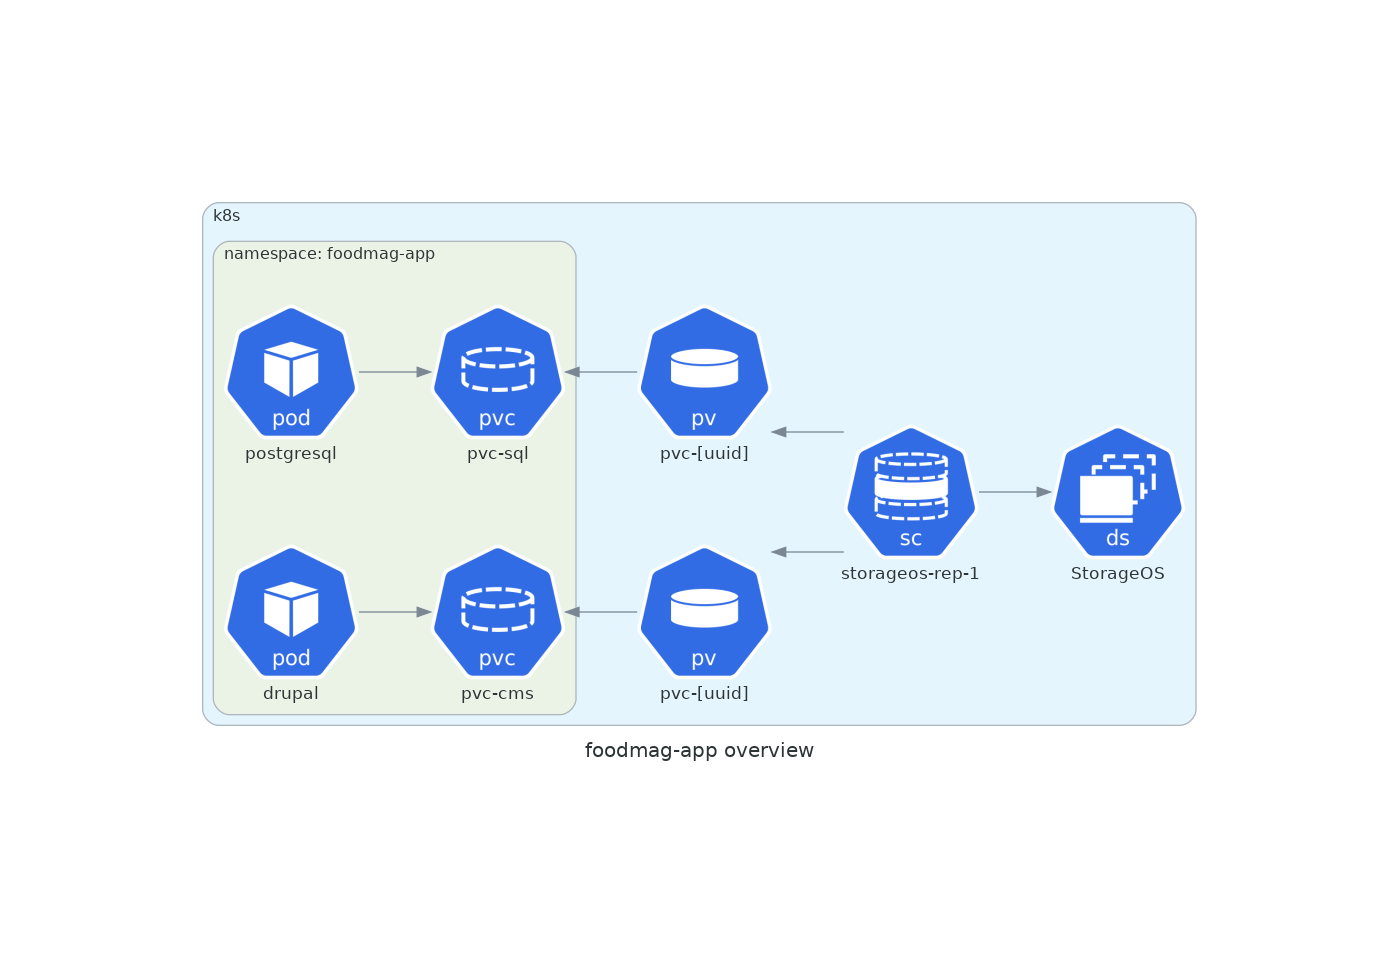 k8s
namespace: foodmag-app
pod
pvc
pv
postgresql
pvc-sql
pvc-[uuid]
sc
ds
storageos-rep-1
StorageOS
pod
pvc
pv
drupal
pvc-cms
pvc-[uuid]
foodmag-app overview